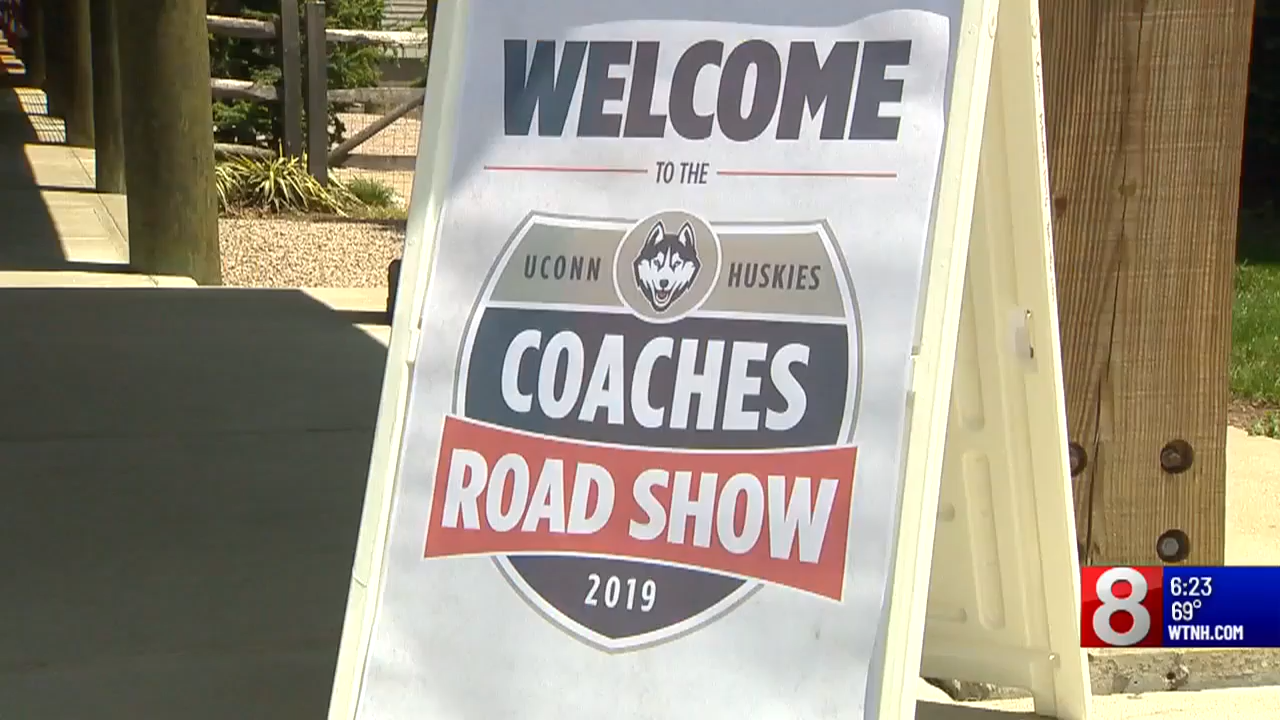 WELCOME
TO THE
UCONN HUSKIES
COACHES
ROAD SHOW
2019
8
6:23
69°
WTNH.COM